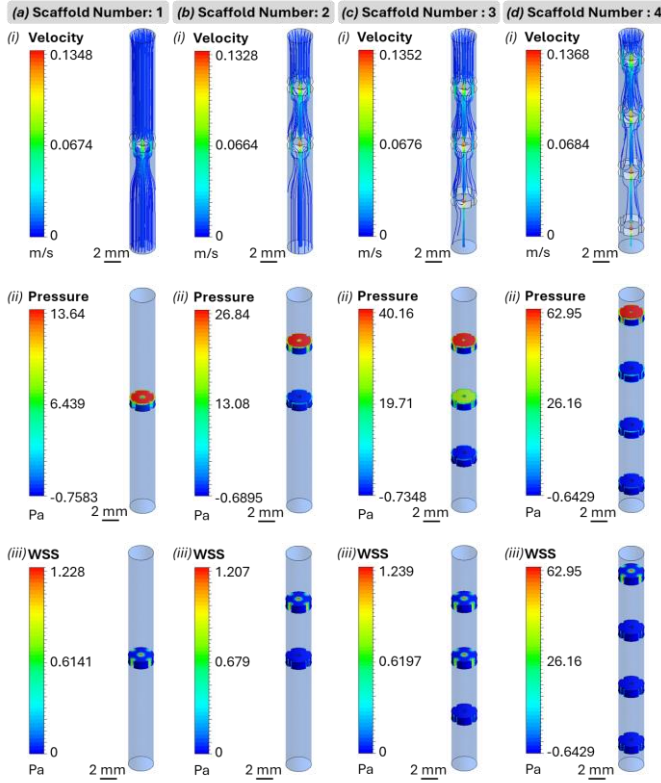 (a) Scaffold Number: 1
(b) Scaffold Number: 2
(c) Scaffold Number : 3
(d) Scaffold Number : 4
(i) Velocity
0.1348
0.0674
0
m/s
2 mm
(i) Velocity
0.1328
0.0664
0
m/s
2 mm
(i) Velocity
0.1352
0.0676
0
m/s
2 mm
(i) Velocity
0.1368
0.0684
0
m/s
2 mm
(ii) Pressure
13.64
6.439
-0.7583
Pa
2 mm
(ii) Pressure
26.84
13.08
-0.6895
Pa
2 mm
(ii) Pressure
40.16
19.71
-0.7348
Pa
2 mm
(ii) Pressure
62.95
26.16
-0.6429
Pa
2 mm
(iii) WSS
1.228
0.6141
0
Pa
2 mm
(iii) WSS
1.207
0.679
0
Pa
2 mm
(iii) WSS
1.239
0.6197
0
Pa
2 mm
(iii) WSS
62.95
26.16
-0.6429
Pa
2 mm